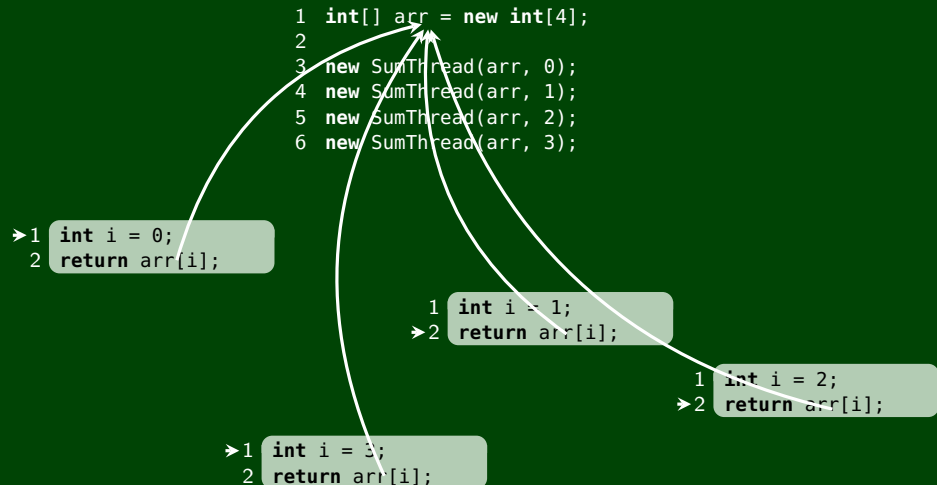 1 int[] arr = new int[4];
2
3 new SumThread(arr, 0);
4 new SumThread(arr, 1);
5 new SumThread(arr, 2);
6 new SumThread(arr, 3);
1 int i = 0;
2 return arr[i];
1 int i = 1;
2 return arr[i];
1 int i = 2;
2 return arr[i];
1 int i = 3;
2 return arr[i];